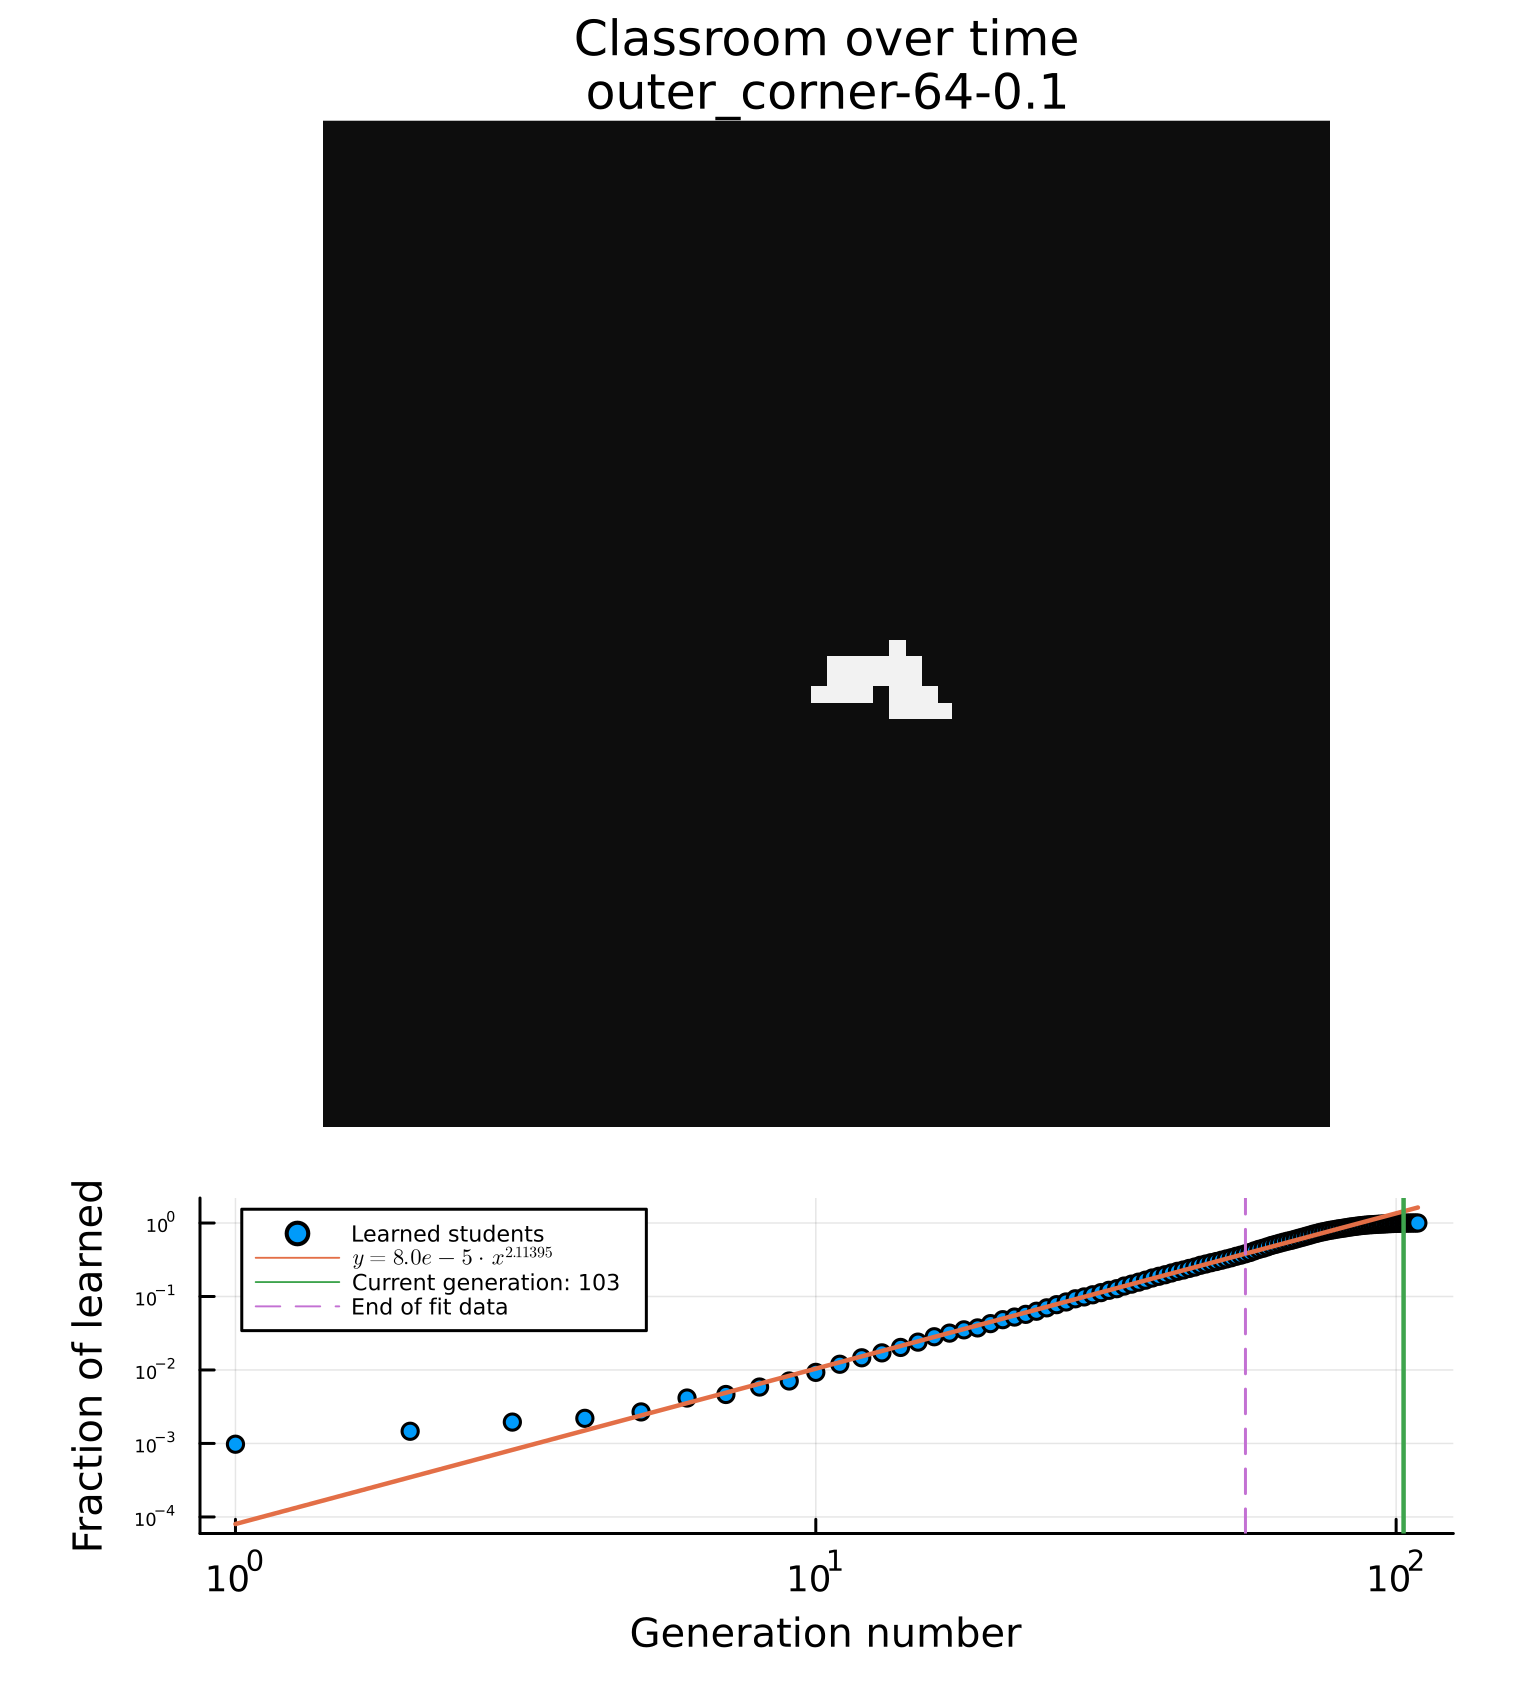 Classroom over time
outer_corner-64-0.1
Fraction of learned
10^0
10^-1
10^-2
10^-3
10^-4
Learned students
y = 8.0e − 5 · x^2.11395
Current generation: 103
End of fit data
10^0 10^1 10^2
Generation number